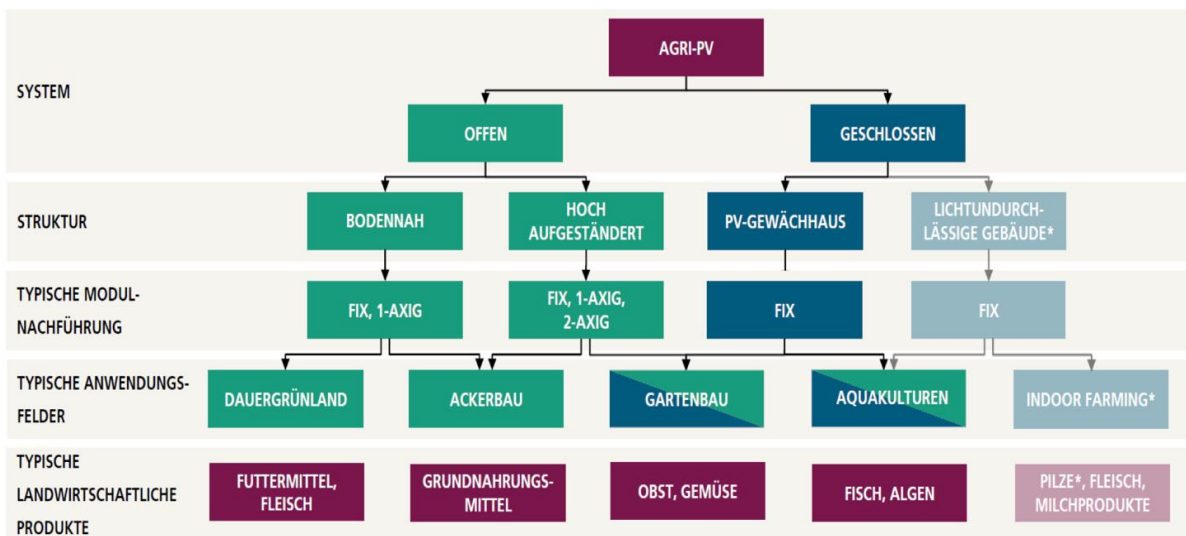 SYSTEM
AGRI-PV
OFFEN
GESCHLOSSEN
STRUKTUR
BODENNAH
HOCH
AUFGESTÄNDERT
PV-GEWÄCHHAUS
LICHTUNDURCH-
LÄSSIGE GEBÄUDE*
TYPISCHE MODUL-
NACHFÜHRUNG
FIX, 1-AXIG
FIX, 1-AXIG,
2-AXIG
FIX
FIX
TYPISCHE ANWENDUNGS-
FELDER
DAUERGRÜNLAND
ACKERBAU
GARTENBAU
AQUAKULTUREN
INDOOR FARMING*
TYPISCHE
LANDWIRTSCHAFTLICHE
PRODUKTE
FUTTERMITTEL,
FLEISCH
GRUNDNAHRUNGS-
MITTEL
OBST, GEMÜSE
FISCH, ALGEN
PILZE*, FLEISCH,
MILCHPRODUKTE